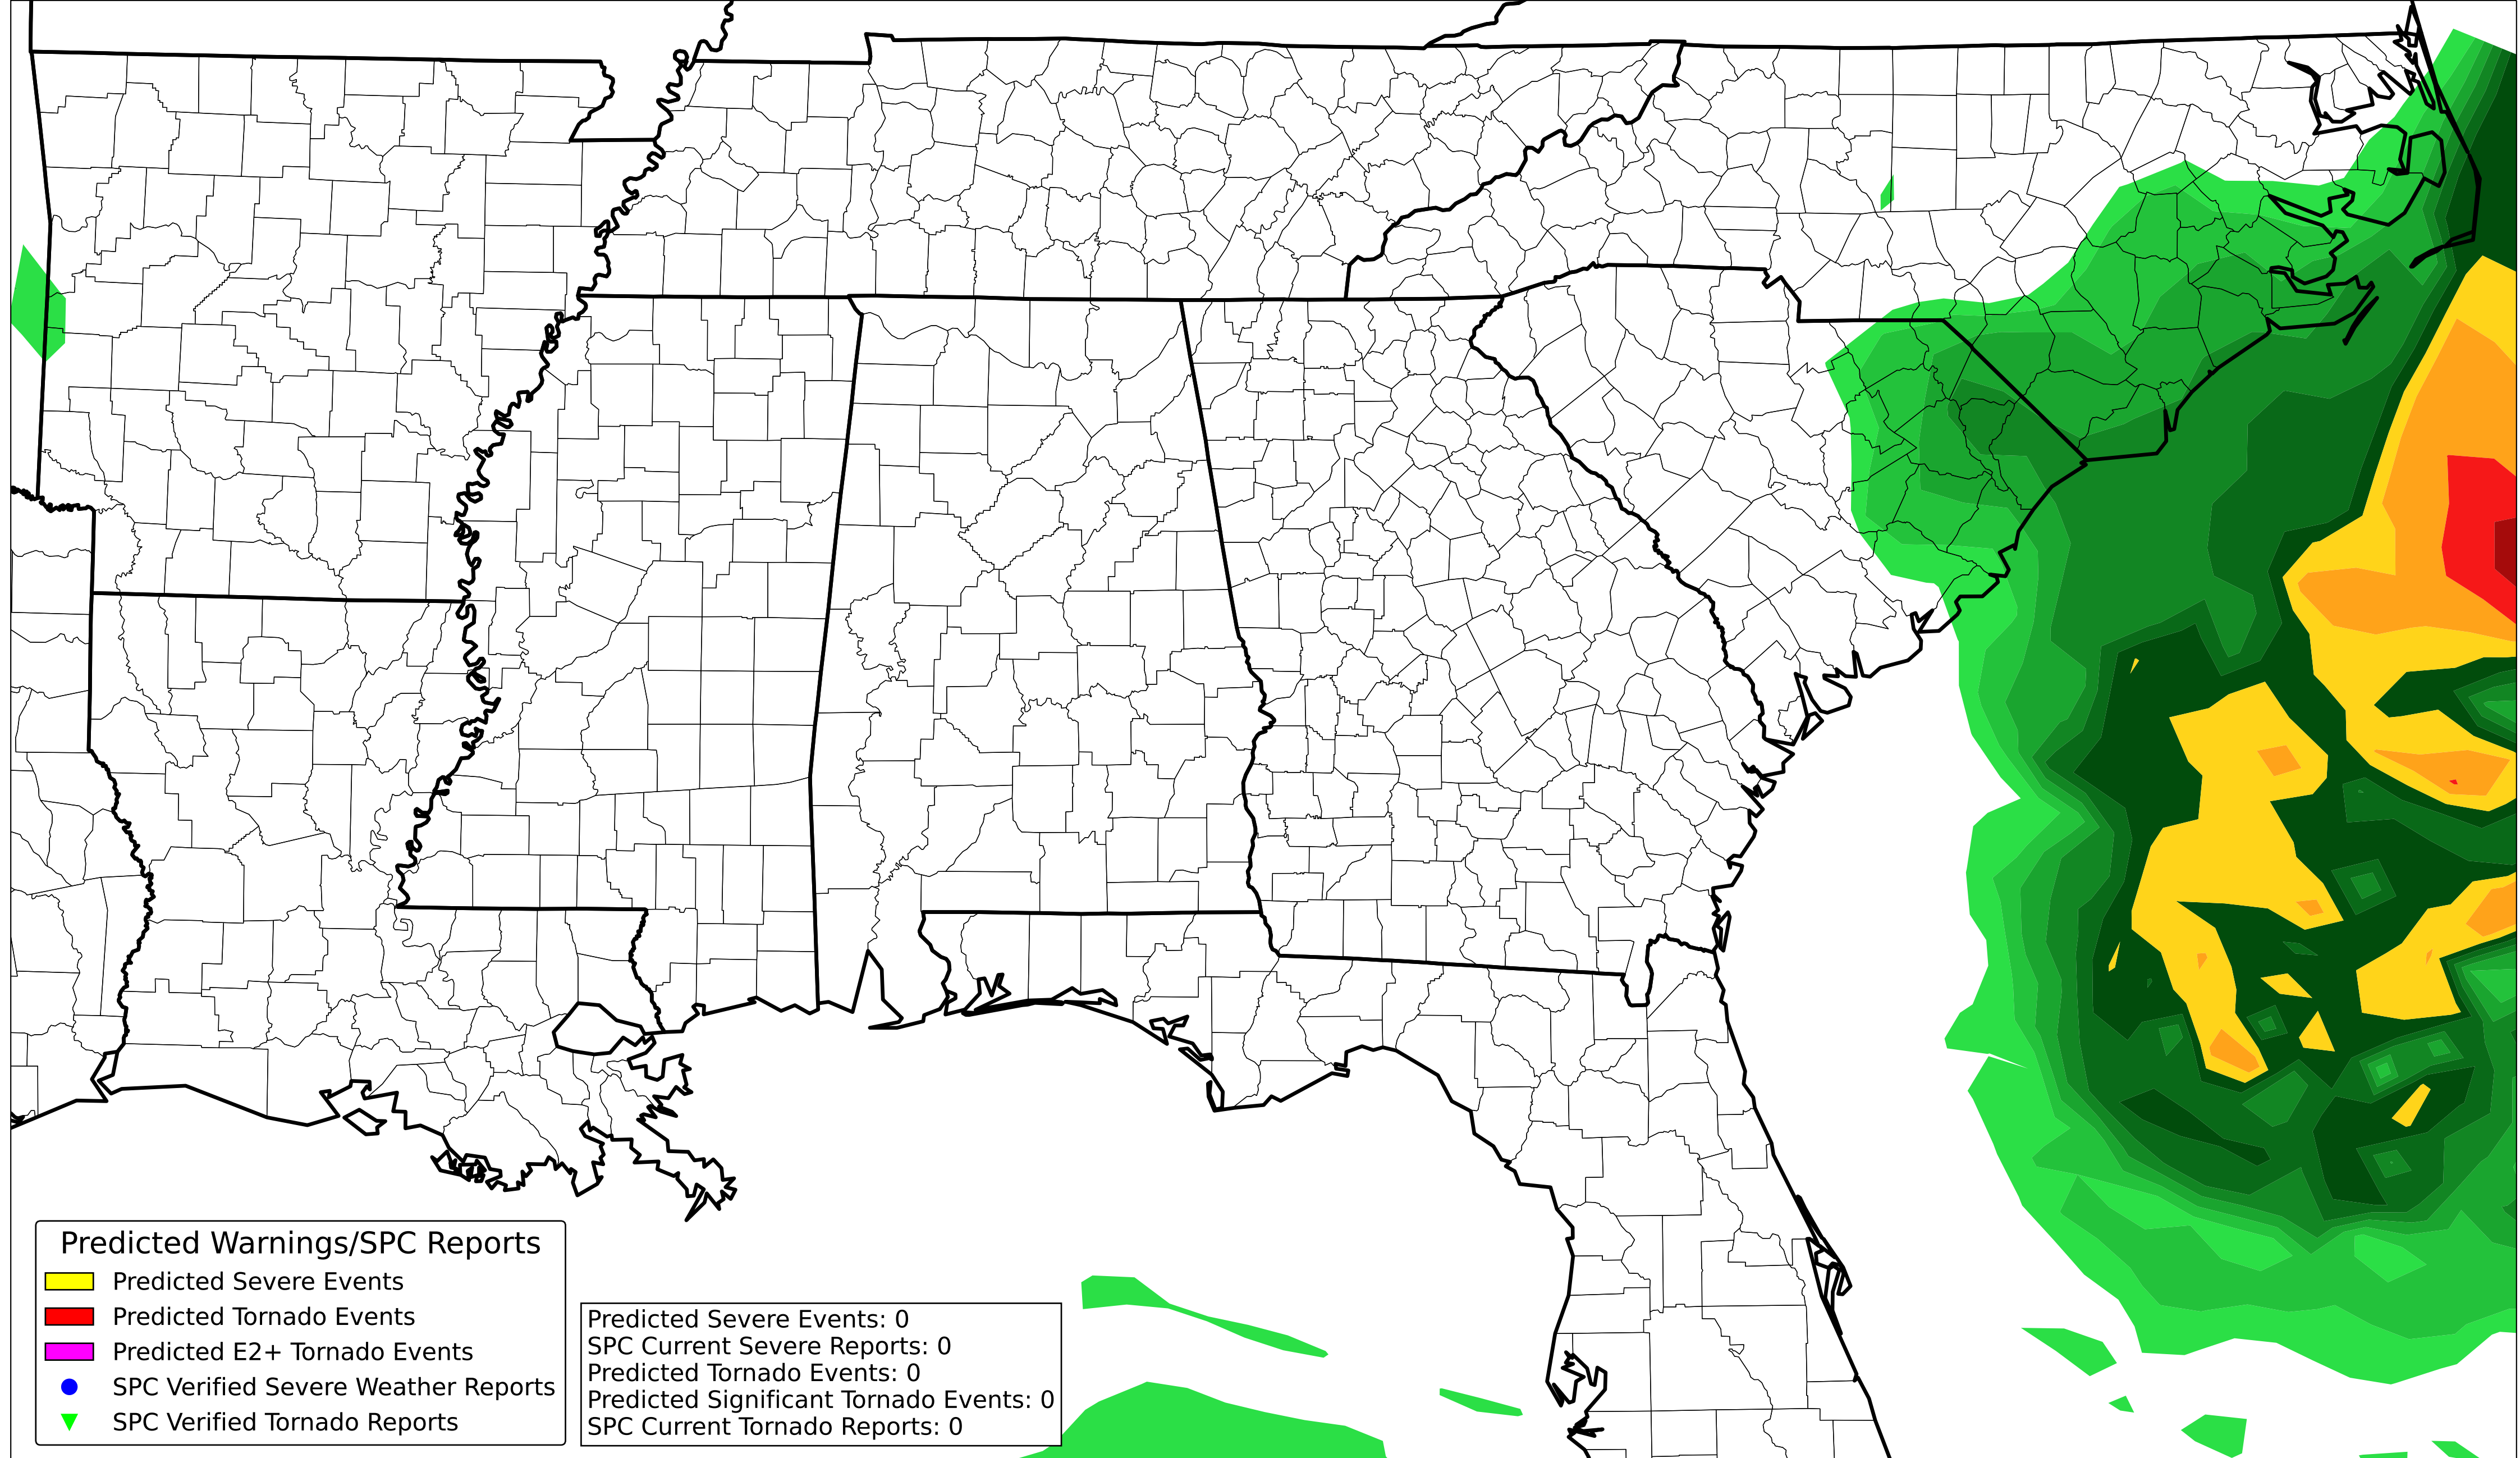 Predicted Warnings/SPC Reports
Predicted Severe Events
Predicted Tornado Events
Predicted E2+ Tornado Events
SPC Verified Severe Weather Reports
SPC Verified Tornado Reports
Predicted Severe Events: 0
SPC Current Severe Reports: 0
Predicted Tornado Events: 0
Predicted Significant Tornado Events: 0
SPC Current Tornado Reports: 0